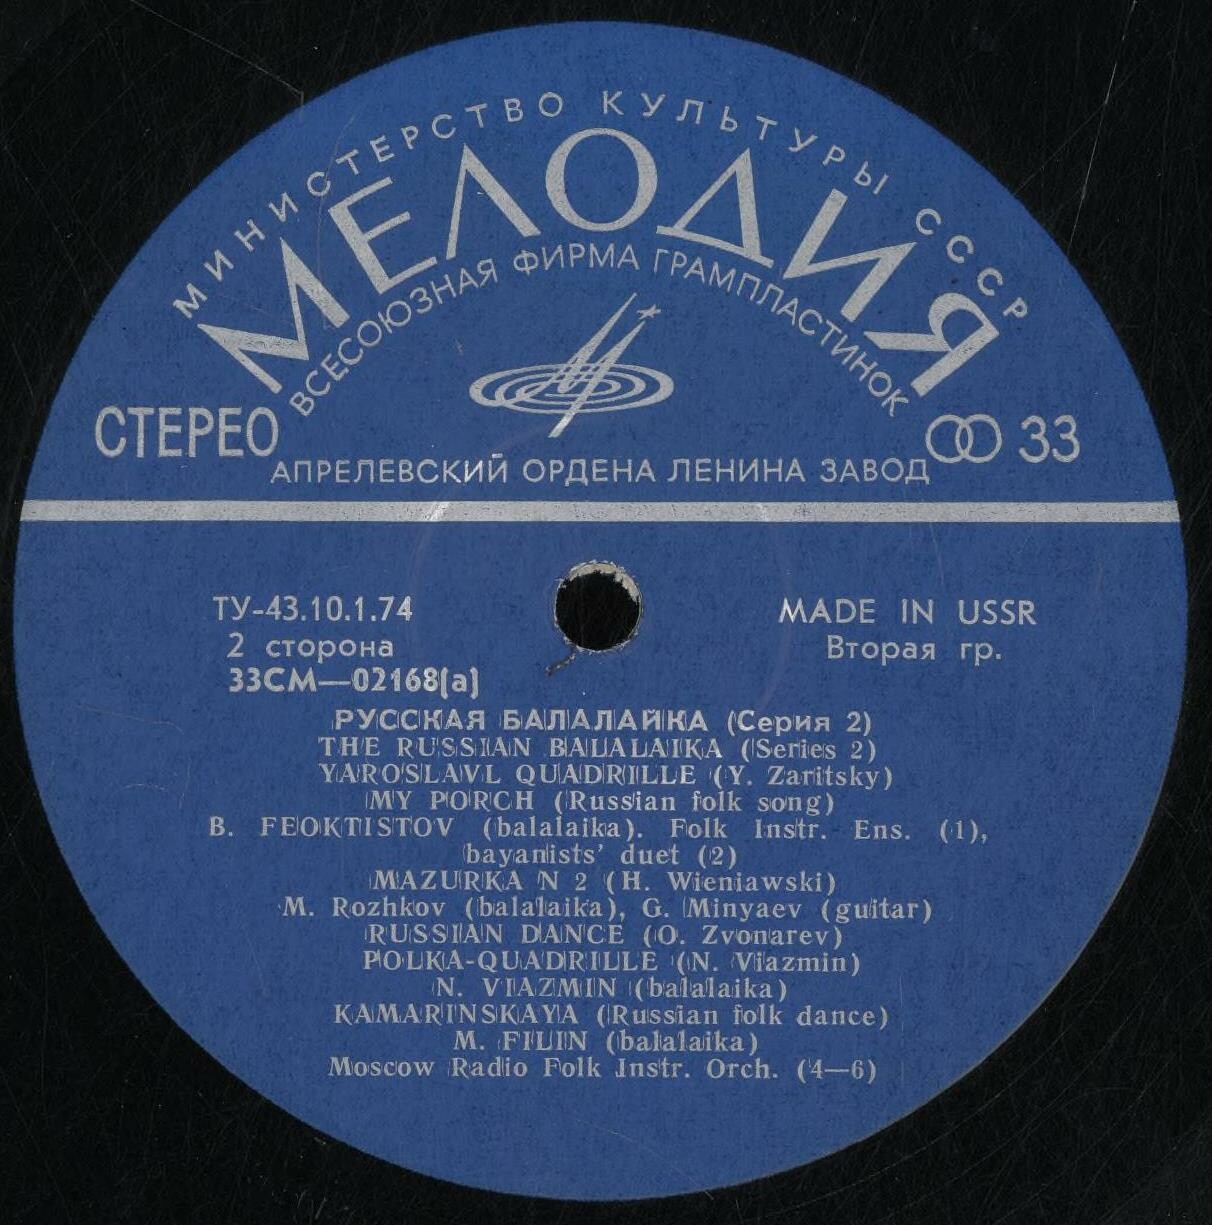 МИНИСТЕРСТВО КУЛЬТУРЫ СССР
МЕЛОДИЯ
ВСЕСОЮЗНАЯ ФИРМА ГРАМПЛАСТИНОК
СТЕРЕО
33
АПРЕЛЕВСКИЙ ОРДЕНА ЛЕНИНА ЗАВОД
ТУ-43.10.1.74
2 сторона
33СМ—02168(а)
MADE IN USSR
Вторая гр.
РУССКАЯ БАЛАЛАЙКА (Серия 2)
THE RUSSIAN BALALAIKA (Series 2)
YAROSLAVL QUADRILLE (Y. Zaritsky)
MY PORCH (Russian folk song)
B. FEOKTISTOV (balalaika). Folk Instr. Ens. (1),
bayanists' duet (2)
MAZURKA N 2 (H. Wieniawski)
M. Rozhkov (balalaika), G. Minyaev (guitar)
RUSSIAN DANCE (O. Zvonarev)
POLKA-QUADRILLE (N. Viazmin)
N. VIAZMIN (balalaika)
KAMARINSKAYA (Russian folk dance)
M. FILIN (balalaika)
Moscow Radio Folk Instr. Orch. (4—6)